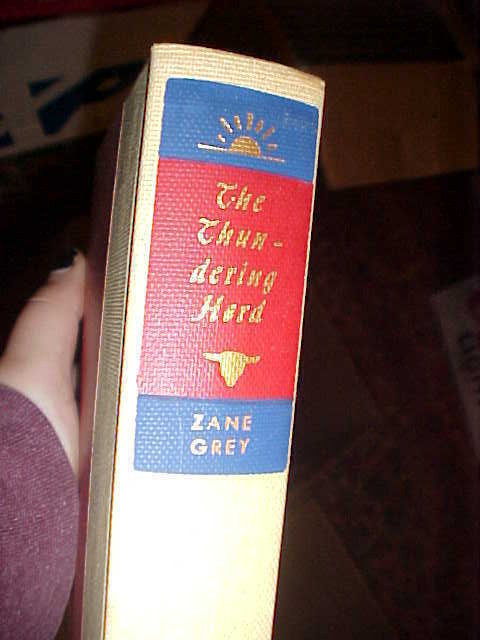 The
Thun-
dering
Herd
ZANE
GREY